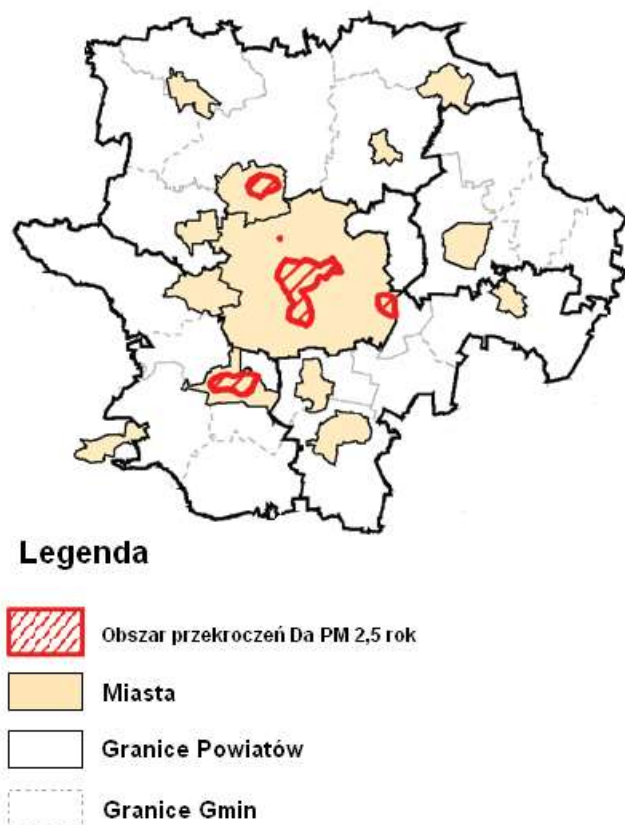 Legenda
Obszar przekroczeń Da PM 2,5 rok
Miasta
Granice Powiatów
Granice Gmin